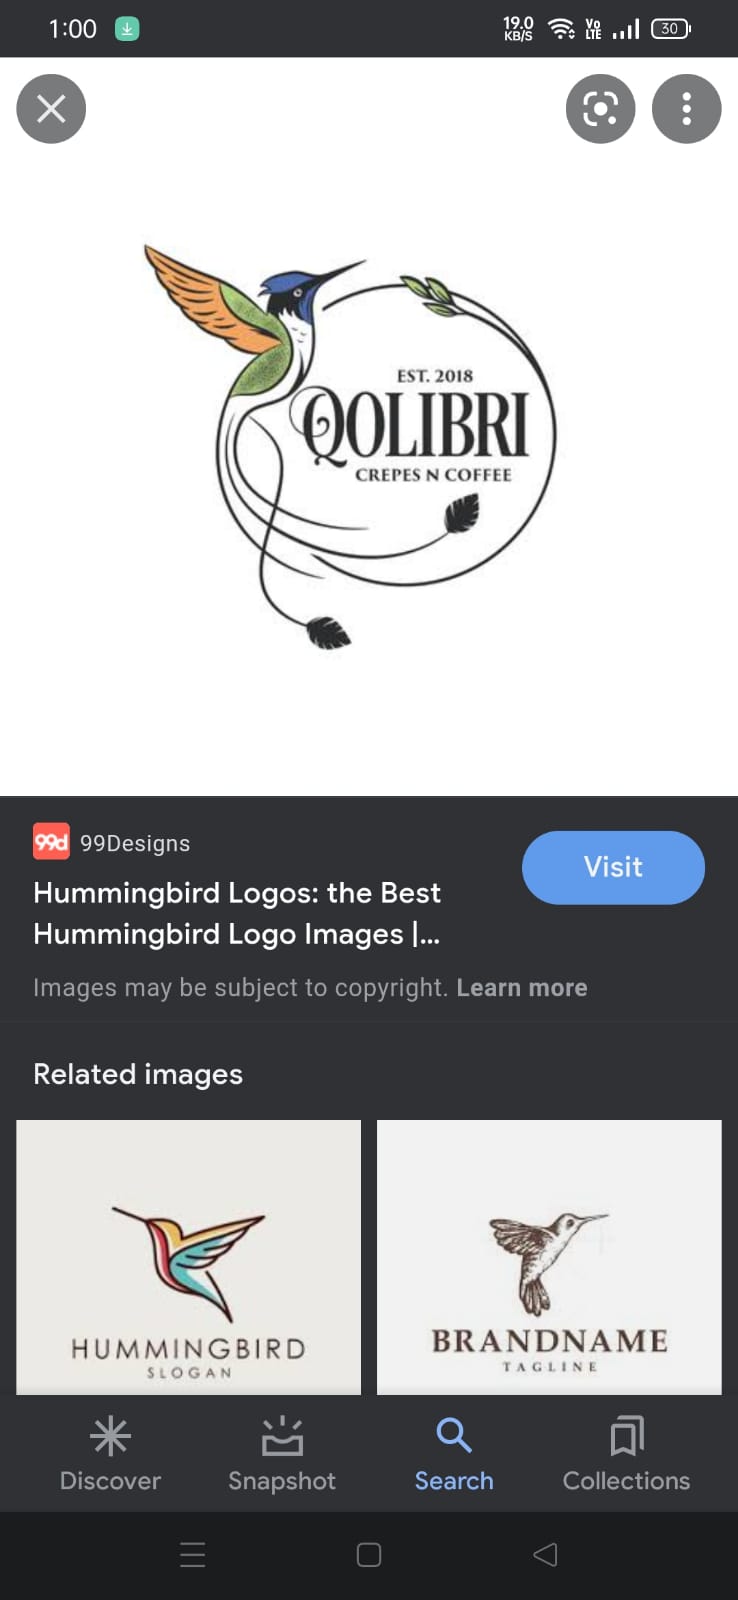 1:00
19.0
KB/S
Vo
LTE
30
EST. 2018
QOLIBRI
CREPES N COFFEE
99d
99Designs
Visit
Hummingbird Logos: the Best
Hummingbird Logo Images |...
Images may be subject to copyright. Learn more
Related images
HUMMINGBIRD
SLOGAN
BRANDNAME
TAGLINE
Discover
Snapshot
Search
Collections